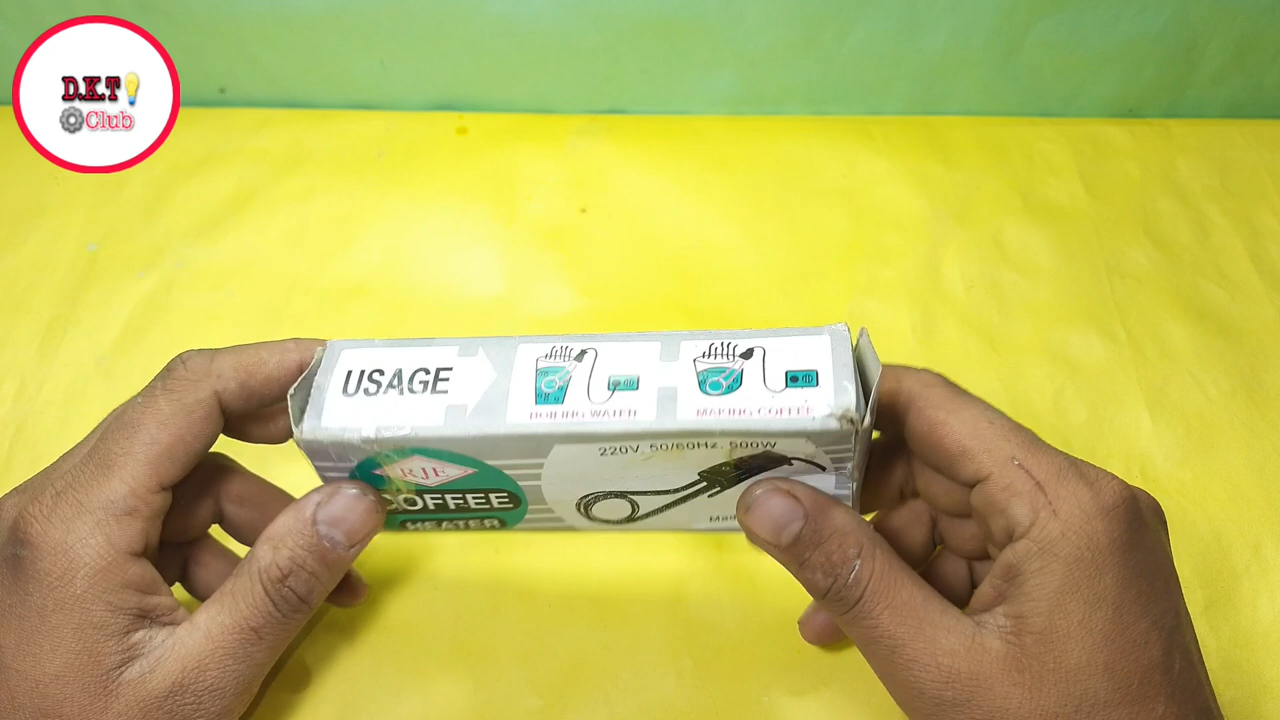 D.K.T
Club
USAGE
BOILING WATER
MAKING COFFEE
220V, 50/60Hz, 500W
RJE
COFFEE
HEATER